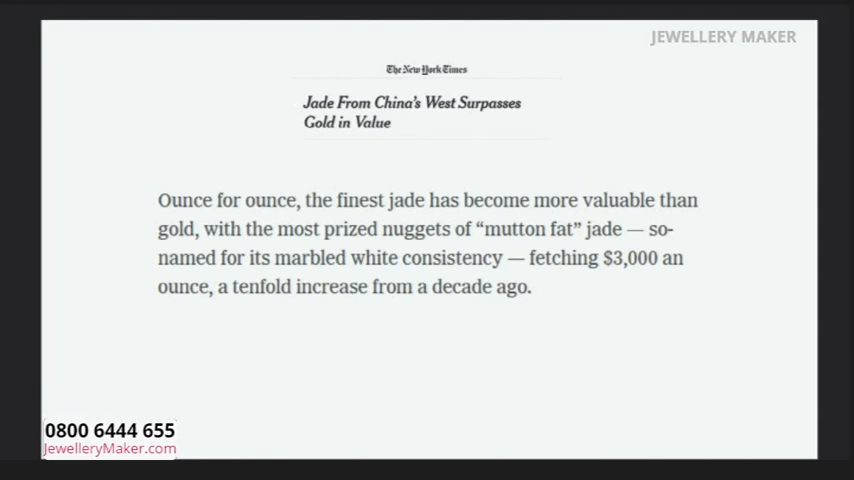 JEWELLERY MAKER
The New York Times
Jade From China's West Surpasses
Gold in Value
Ounce for ounce, the finest jade has become more valuable than
gold, with the most prized nuggets of “mutton fat” jade — so-
named for its marbled white consistency — fetching $3,000 an
ounce, a tenfold increase from a decade ago.
0800 6444 655
JewelleryMaker.com